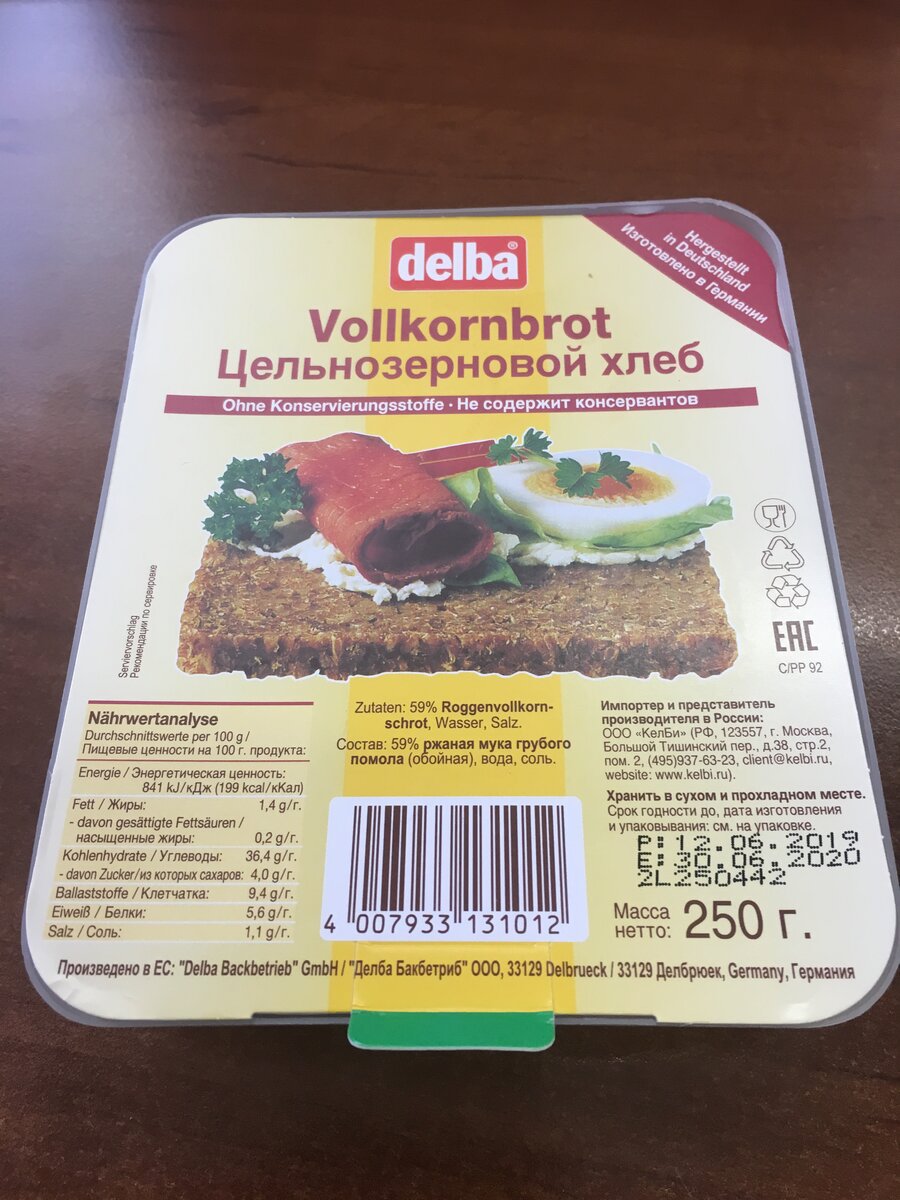 delba®
Hergestellt
in Deutschland
Изготовлено в Германии
Vollkornbrot
Цельнозерновой хлеб
Ohne Konservierungsstoffe · Не содержит консервантов
Serviervorschlag
Рекомендации по сервировке
EAC
C/PP 92
Nährwertanalyse
Durchschnittswerte per 100 g /
Пищевые ценности на 100 г. продукта:
Energie / Энергетическая ценность:
841 kJ/кДж (199 kcal/кКал)
Fett / Жиры: 1,4 g/г.
- davon gesättigte Fettsäuren /
насыщенные жиры: 0,2 g/г.
Kohlenhydrate / Углеводы: 36,4 g/г.
- davon Zucker/из которых сахаров: 4,0 g/г.
Ballaststoffe / Клетчатка: 9,4 g/г.
Eiweiß / Белки: 5,6 g/г.
Salz / Соль: 1,1 g/г.
Zutaten: 59% Roggenvollkorn-
schrot, Wasser, Salz.
Состав: 59% ржаная мука грубого
помола (обойная), вода, соль.
4 007933 131012
Импортер и представитель
производителя в России:
ООО «КелБи» (РФ, 123557, г. Москва,
Большой Тишинский пер., д.38, стр.2,
пом. 2, (495)937-63-23, client@kelbi.ru,
website: www.kelbi.ru).
Хранить в сухом и прохладном месте.
Срок годности до, дата изготовления
и упаковывания: см. на упаковке.
P: 12.06.2019
E: 30.06.2020
2L250442
Масса
нетто: 250 г.
Произведено в ЕС: "Delba Backbetrieb" GmbH / "Делба Бакбетриб" ООО, 33129 Delbrueck / 33129 Делбрюек, Germany, Германия